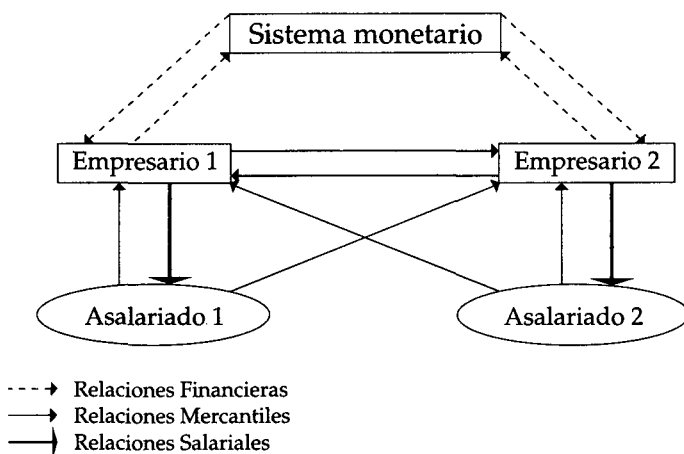 Sistema monetario
Empresario 1
Empresario 2
Asalariado 1
Asalariado 2
Relaciones Financieras
Relaciones Mercantiles
Relaciones Salariales